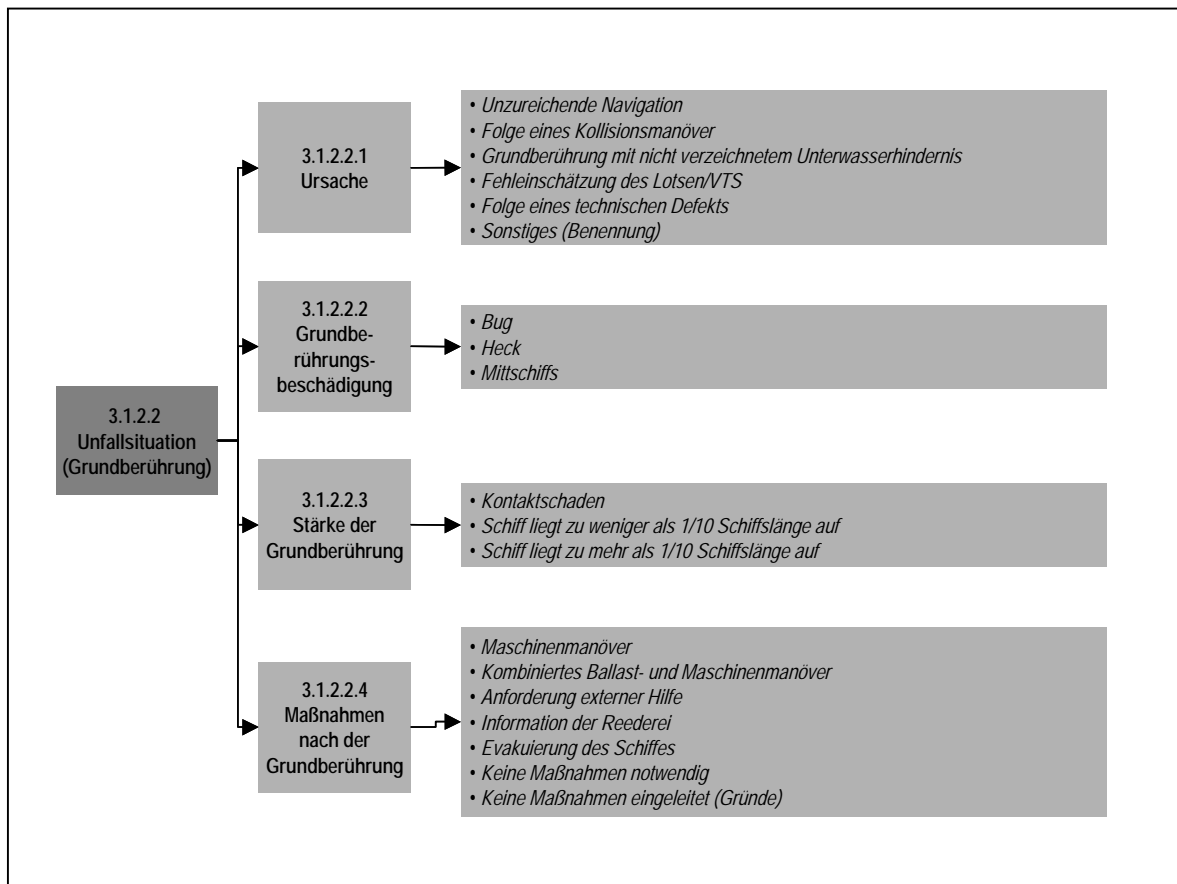 3.1.2.2
Unfallsituation
(Grundberührung)
3.1.2.2.1
Ursache
• Unzureichende Navigation
• Folge eines Kollisionsmanöver
• Grundberührung mit nicht verzeichnetem Unterwasserhindernis
• Fehleinschätzung des Lotsen/VTS
• Folge eines technischen Defekts
• Sonstiges (Benennung)
3.1.2.2.2
Grundbe-
rührungs-
beschädigung
• Bug
• Heck
• Mittschiffs
3.1.2.2.3
Stärke der
Grundberührung
• Kontaktschaden
• Schiff liegt zu weniger als 1/10 Schiffslänge auf
• Schiff liegt zu mehr als 1/10 Schiffslänge auf
3.1.2.2.4
Maßnahmen
nach der
Grundberührung
• Maschinenmanöver
• Kombiniertes Ballast- und Maschinenmanöver
• Anforderung externer Hilfe
• Information der Reederei
• Evakuierung des Schiffes
• Keine Maßnahmen notwendig
• Keine Maßnahmen eingeleitet (Gründe)